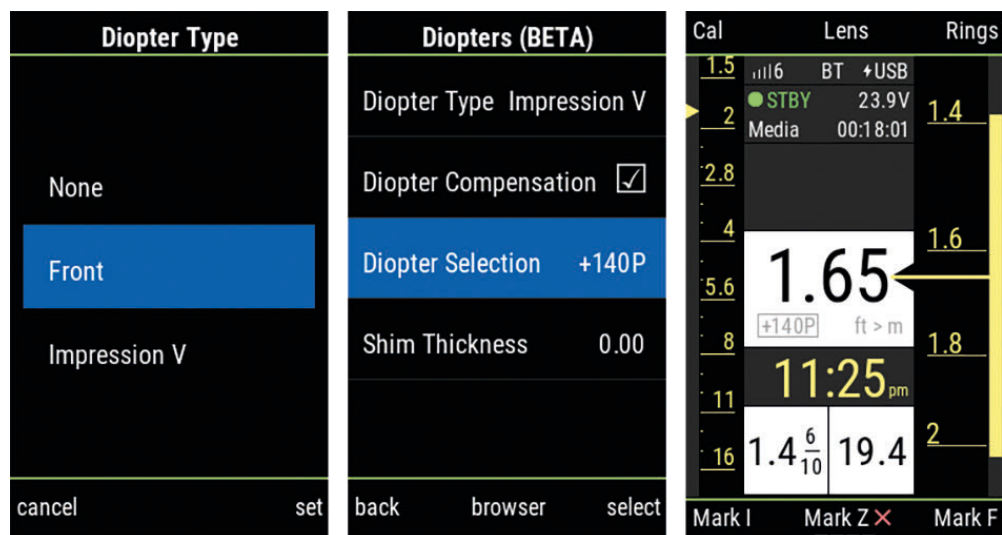 Diopter Type
None
Front
Impression V
cancel set
Diopters (BETA)
Diopter Type Impression V
Diopter Compensation
Diopter Selection +140P
Shim Thickness 0.00
back browser select
Cal Lens Rings
1.5
2
2.8
4
5.6
8
11
16
6 BT USB
STBY 23.9V
Media 00:18:01
1.65
+140P ft > m
11:25 pm
1.4 6/10 19.4
1.4
1.6
1.8
2
Mark I Mark Z Mark F